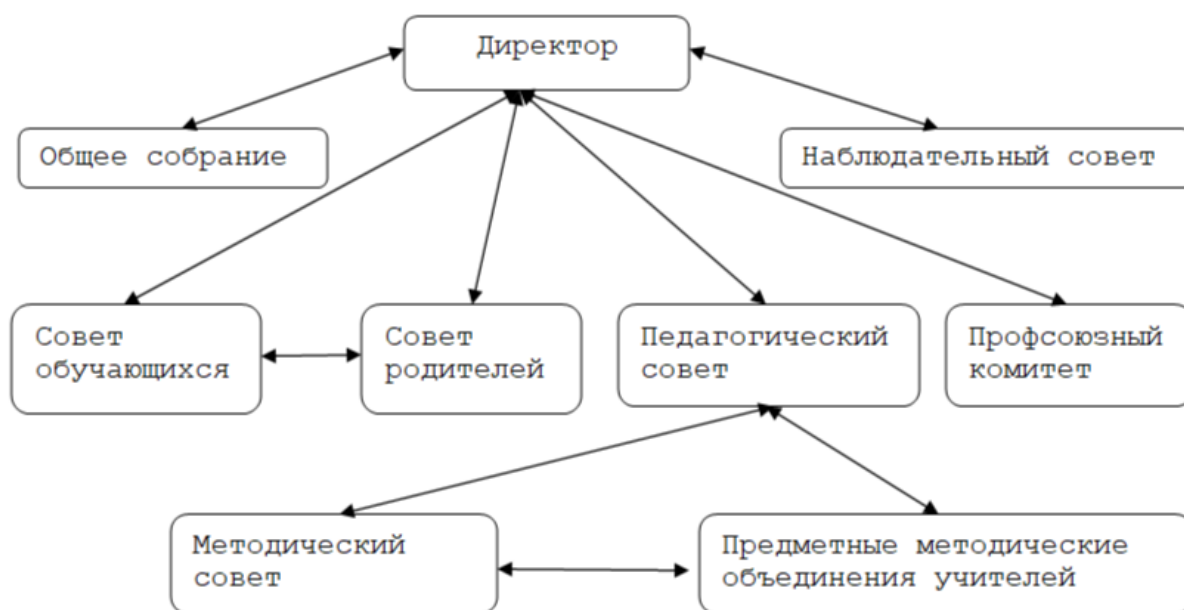 Директор
Общее собрание
Наблюдательный совет
Совет
обучающихся
Совет
родителей
Педагогический
совет
Профсоюзный
комитет
Методический
совет
Предметные методические
объединения учителей